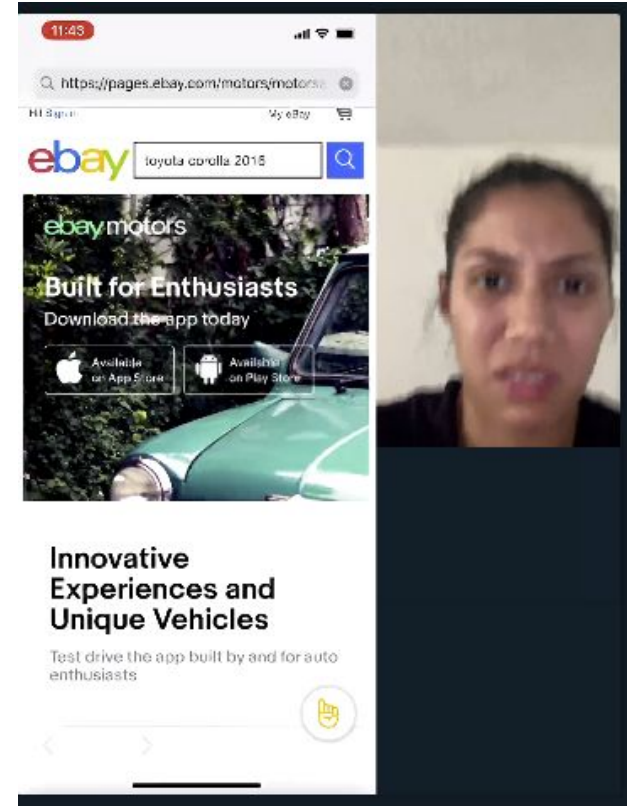 11:43
https://pages.ebay.com/motors/motors
Hi! Sign in My eBay
ebay toyota corolla 2016
ebay motors
Built for Enthusiasts
Download the app today
Available
on App Store
Available
on Play Store
Innovative
Experiences and
Unique Vehicles
Test drive the app built by and for auto
enthusiasts